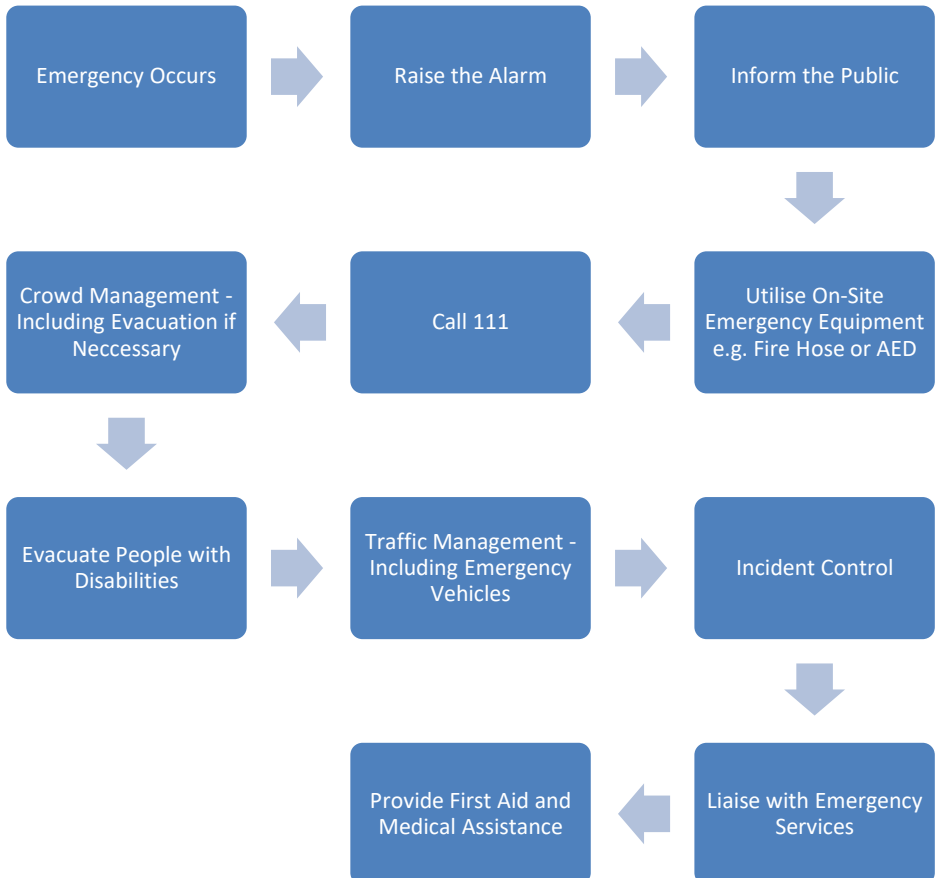 Emergency Occurs
Raise the Alarm
Inform the Public
Utilise On-Site
Emergency Equipment
e.g. Fire Hose or AED
Call 111
Crowd Management -
Including Evacuation if
Neccessary
Evacuate People with
Disabilities
Traffic Management -
Including Emergency
Vehicles
Incident Control
Liaise with Emergency
Services
Provide First Aid and
Medical Assistance